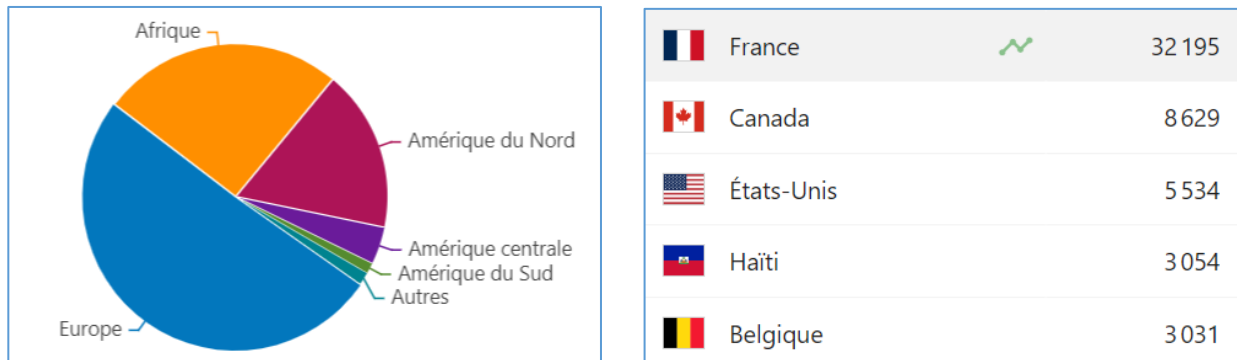 Afrique
Amérique du Nord
Amérique centrale
Amérique du Sud
Autres
Europe
France 32 195
Canada 8 629
États-Unis 5 534
Haïti 3 054
Belgique 3 031